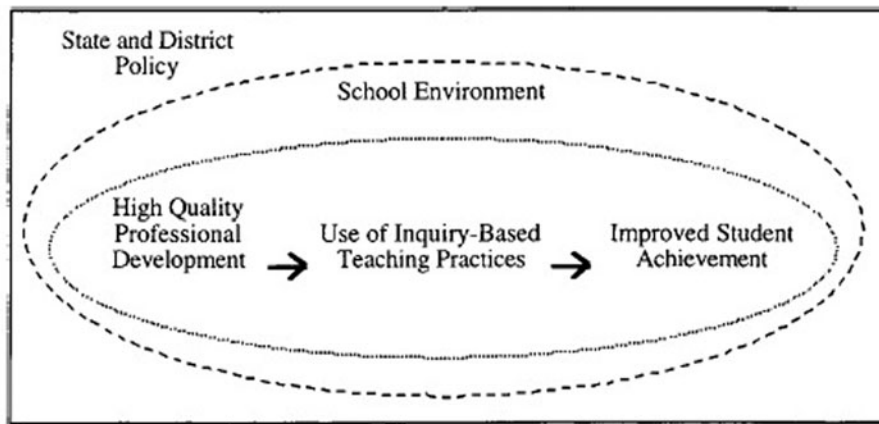 State and District
Policy
School Environment
High Quality
Professional
Development
Use of Inquiry-Based
Teaching Practices
Improved Student
Achievement